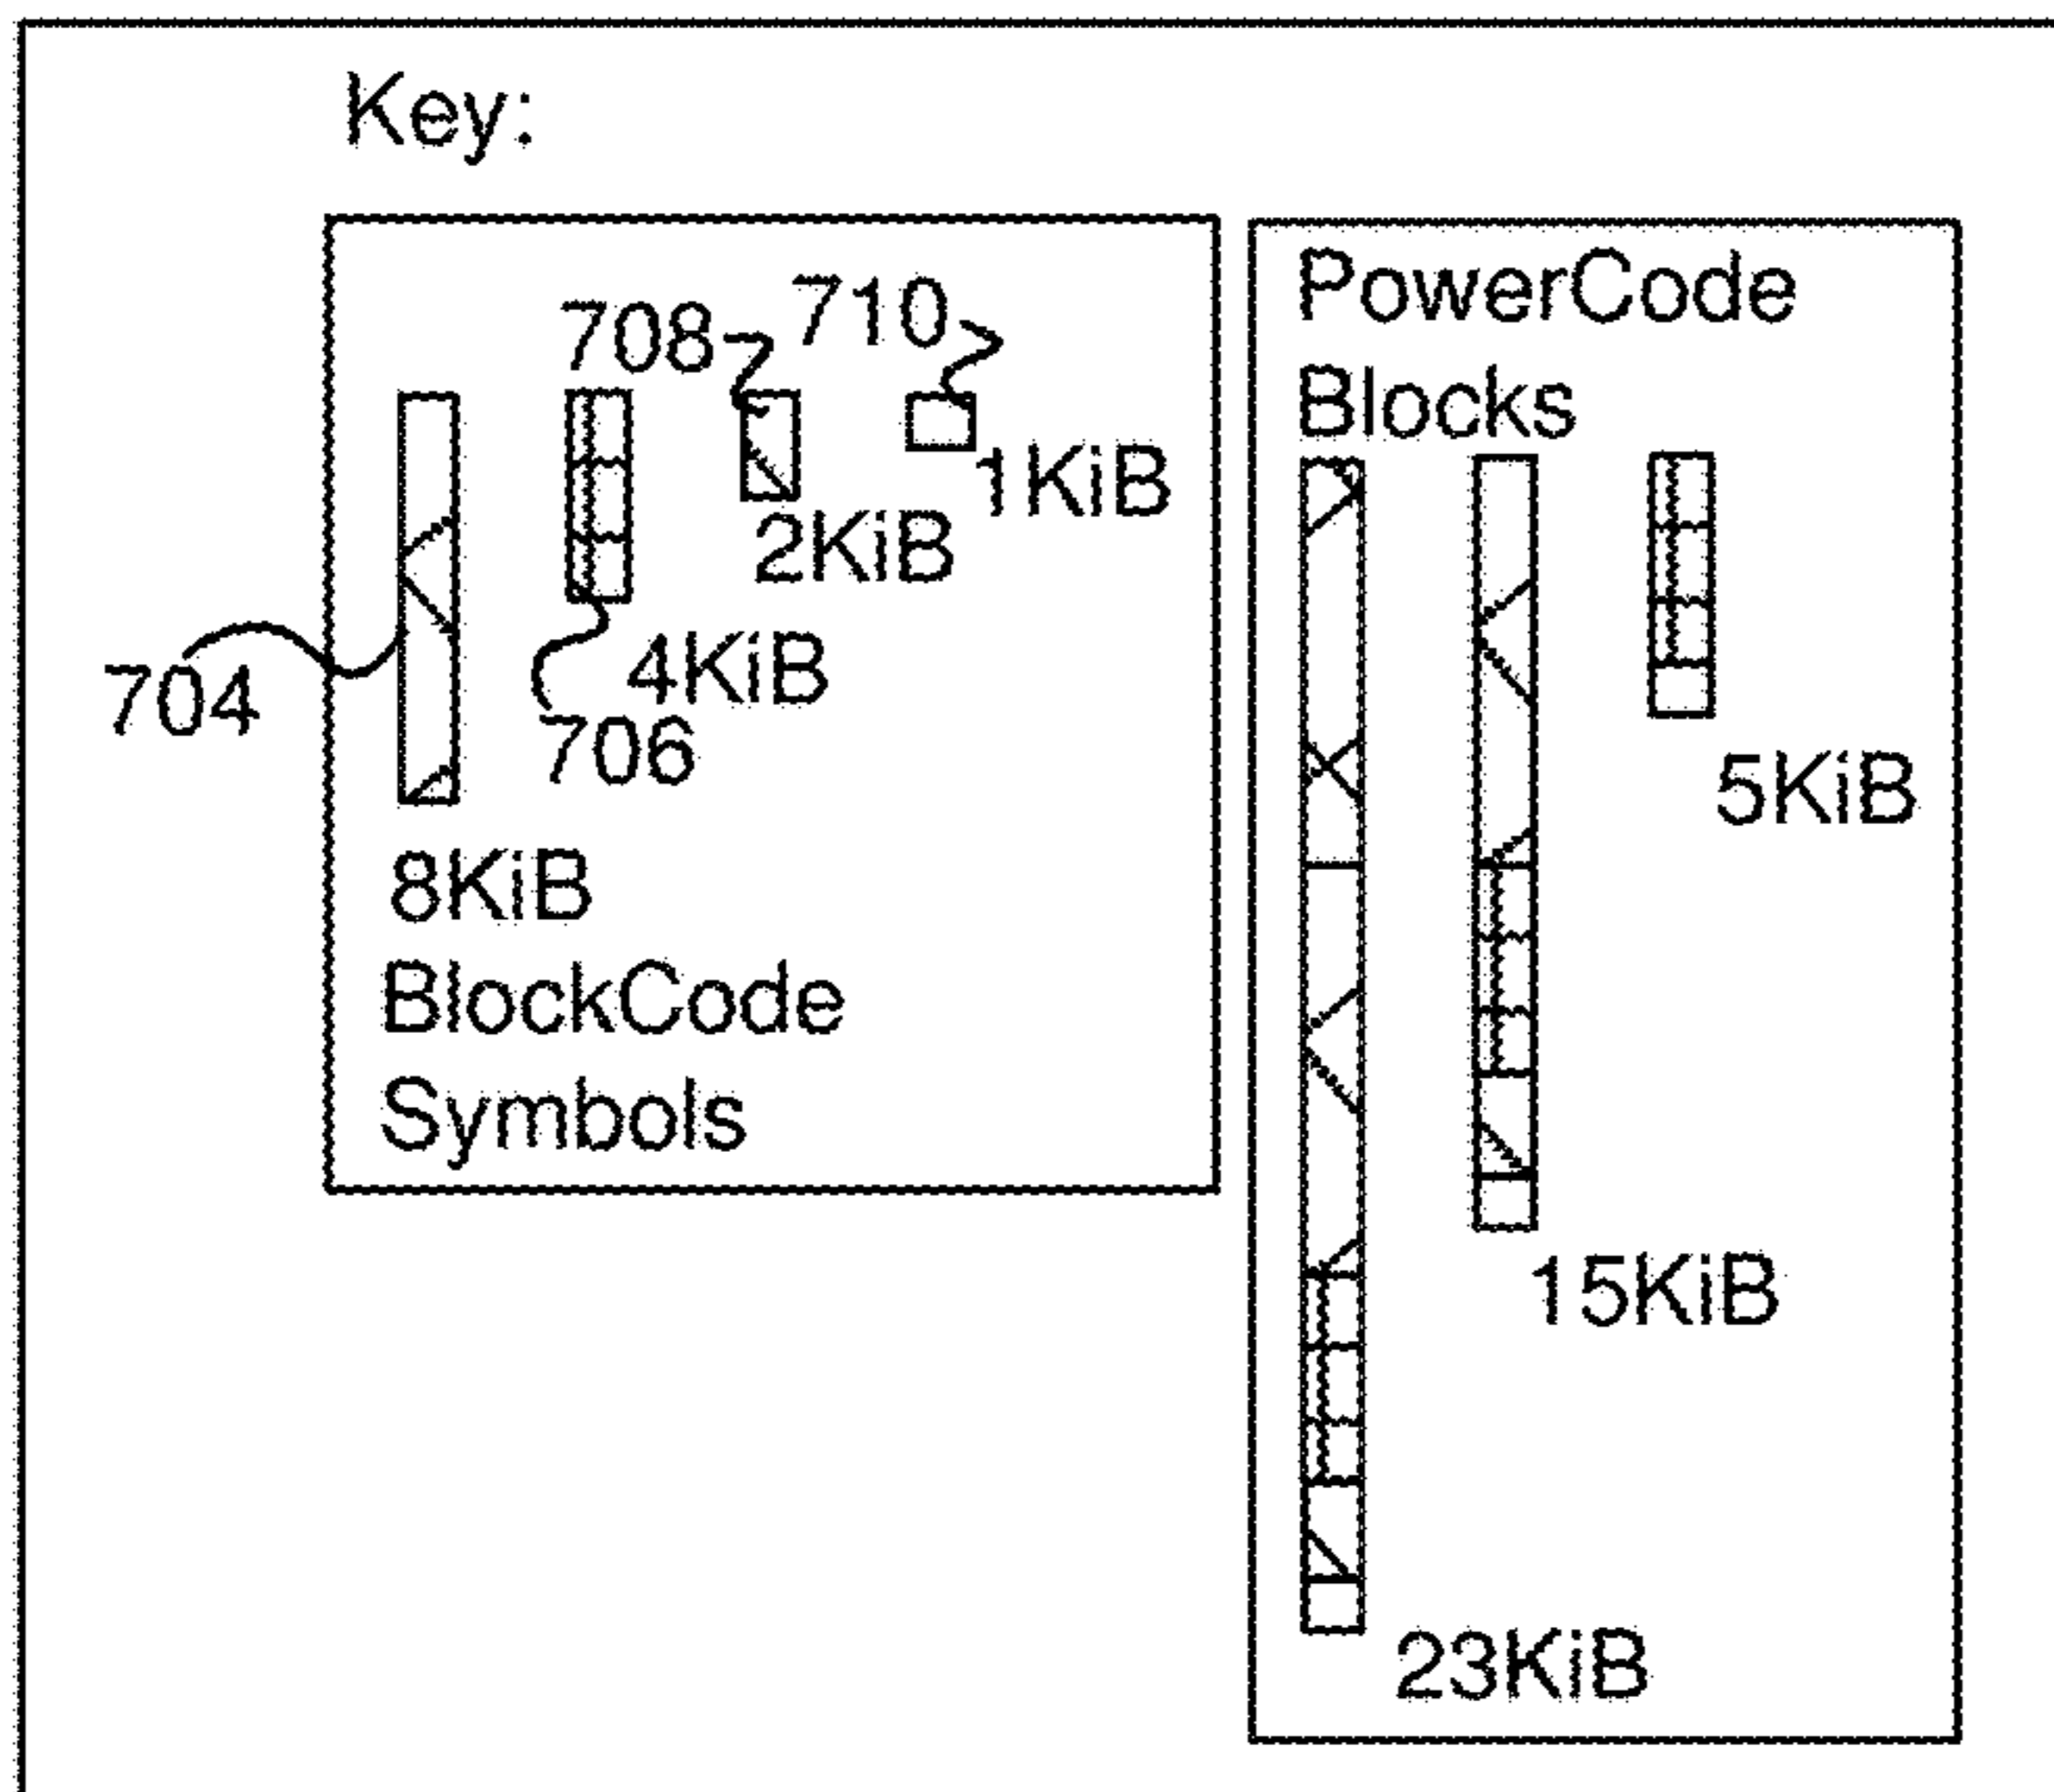 Key:
708 710
1KiB
2KiB
4KiB
704
706
8KiB
BlockCode
Symbols
PowerCode
Blocks
5KiB
15KiB
23KiB